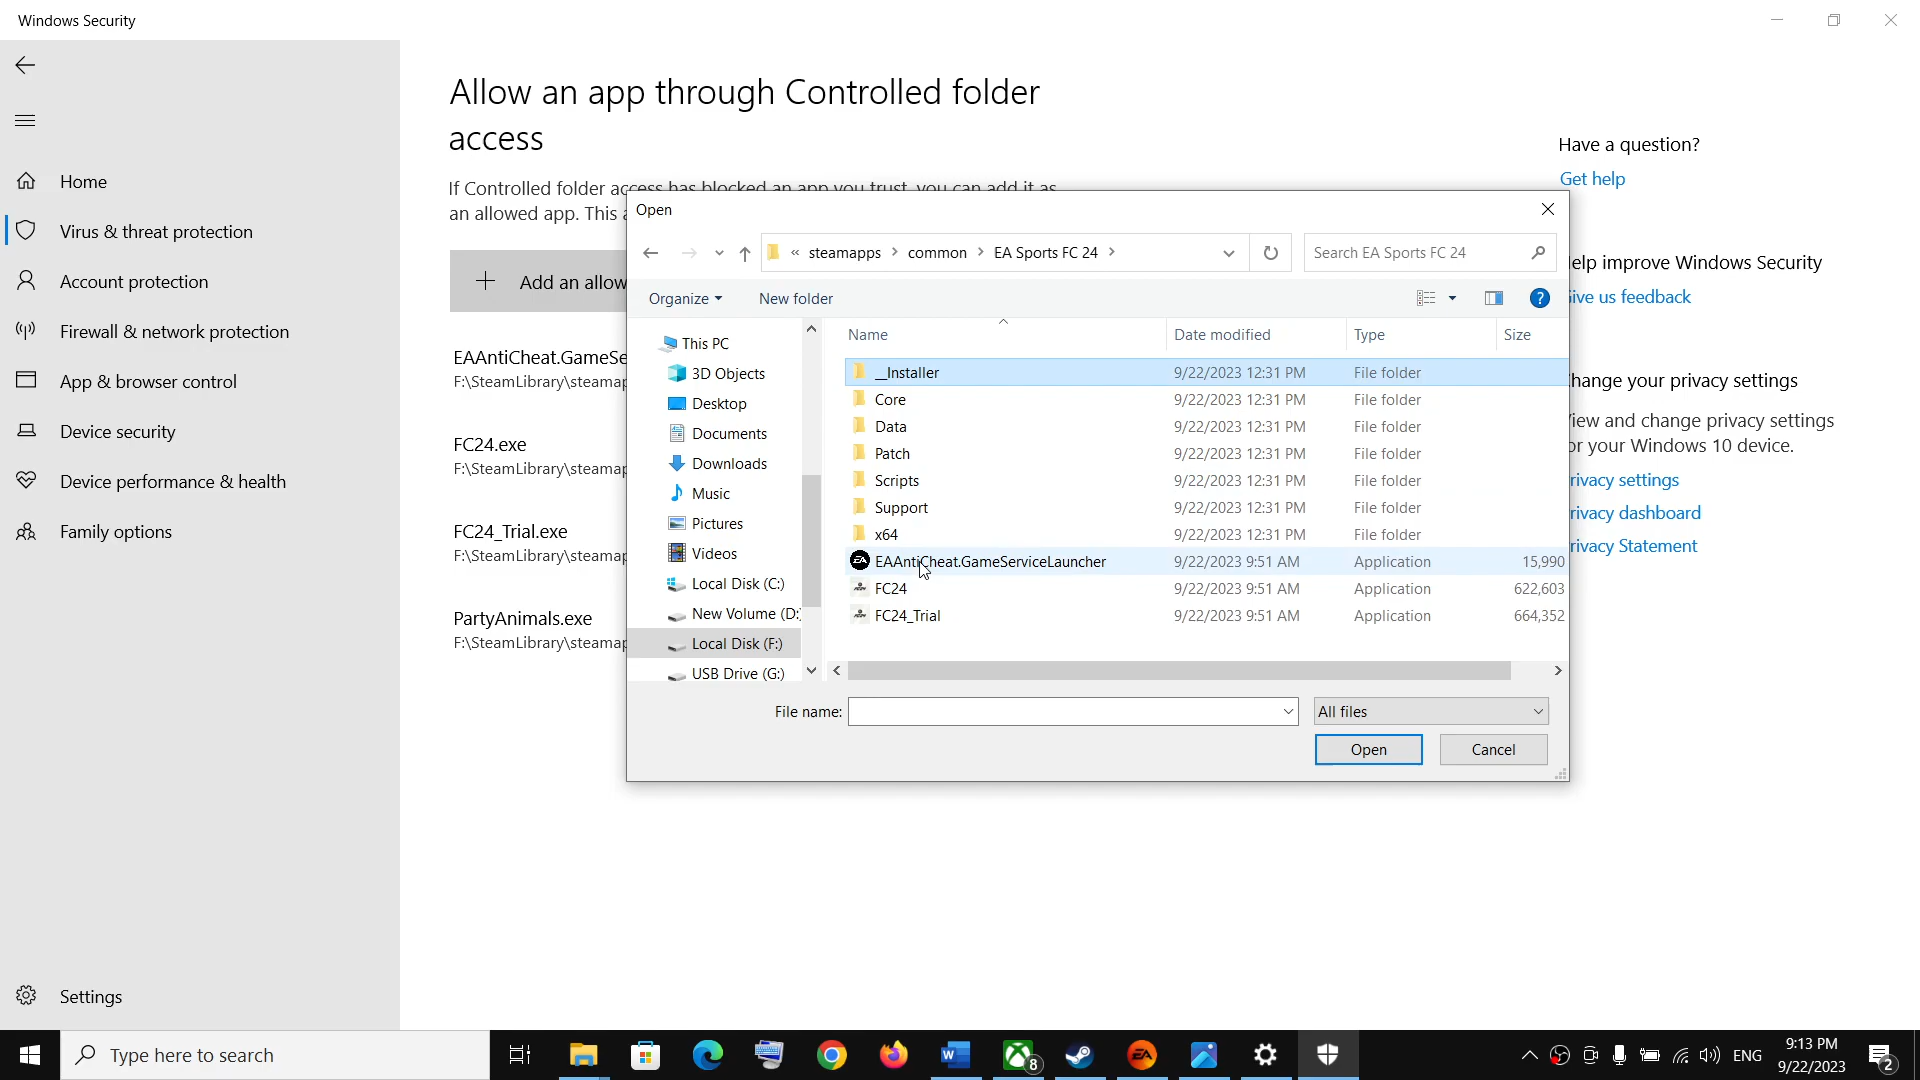 Windows Security
Home
Virus & threat protection
Account protection
Firewall & network protection
App & browser control
Device security
Device performance & health
Family options
Settings
Allow an app through Controlled folder
access
If Controlled folder access has blocked an app you trust, you can add it as
an allowed app. This
Add an allow
EAAntiCheat.GameSe
F:\SteamLibrary\steamap
FC24.exe
F:\SteamLibrary\steamap
FC24_Trial.exe
F:\SteamLibrary\steamap
PartyAnimals.exe
F:\SteamLibrary\steamap
Open
« steamapps > common > EA Sports FC 24 >
Search EA Sports FC 24
Organize
New folder
?
This PC
3D Objects
Desktop
Documents
Downloads
Music
Pictures
Videos
Local Disk (C:)
New Volume (D:)
Local Disk (F:)
USB Drive (G:)
Name Date modified Type Size
__Installer 9/22/2023 12:31 PM File folder
Core 9/22/2023 12:31 PM File folder
Data 9/22/2023 12:31 PM File folder
Patch 9/22/2023 12:31 PM File folder
Scripts 9/22/2023 12:31 PM File folder
Support 9/22/2023 12:31 PM File folder
x64 9/22/2023 12:31 PM File folder
EAAntiCheat.GameServiceLauncher 9/22/2023 9:51 AM Application 15,990
FC24 9/22/2023 9:51 AM Application 622,603
FC24_Trial 9/22/2023 9:51 AM Application 664,352
File name:
All files
Open
Cancel
Have a question?
Get help
elp improve Windows Security
ive us feedback
hange your privacy settings
iew and change privacy settings
or your Windows 10 device.
rivacy settings
rivacy dashboard
rivacy Statement
Type here to search
8
EA
ENG
9:13 PM
9/22/2023
2